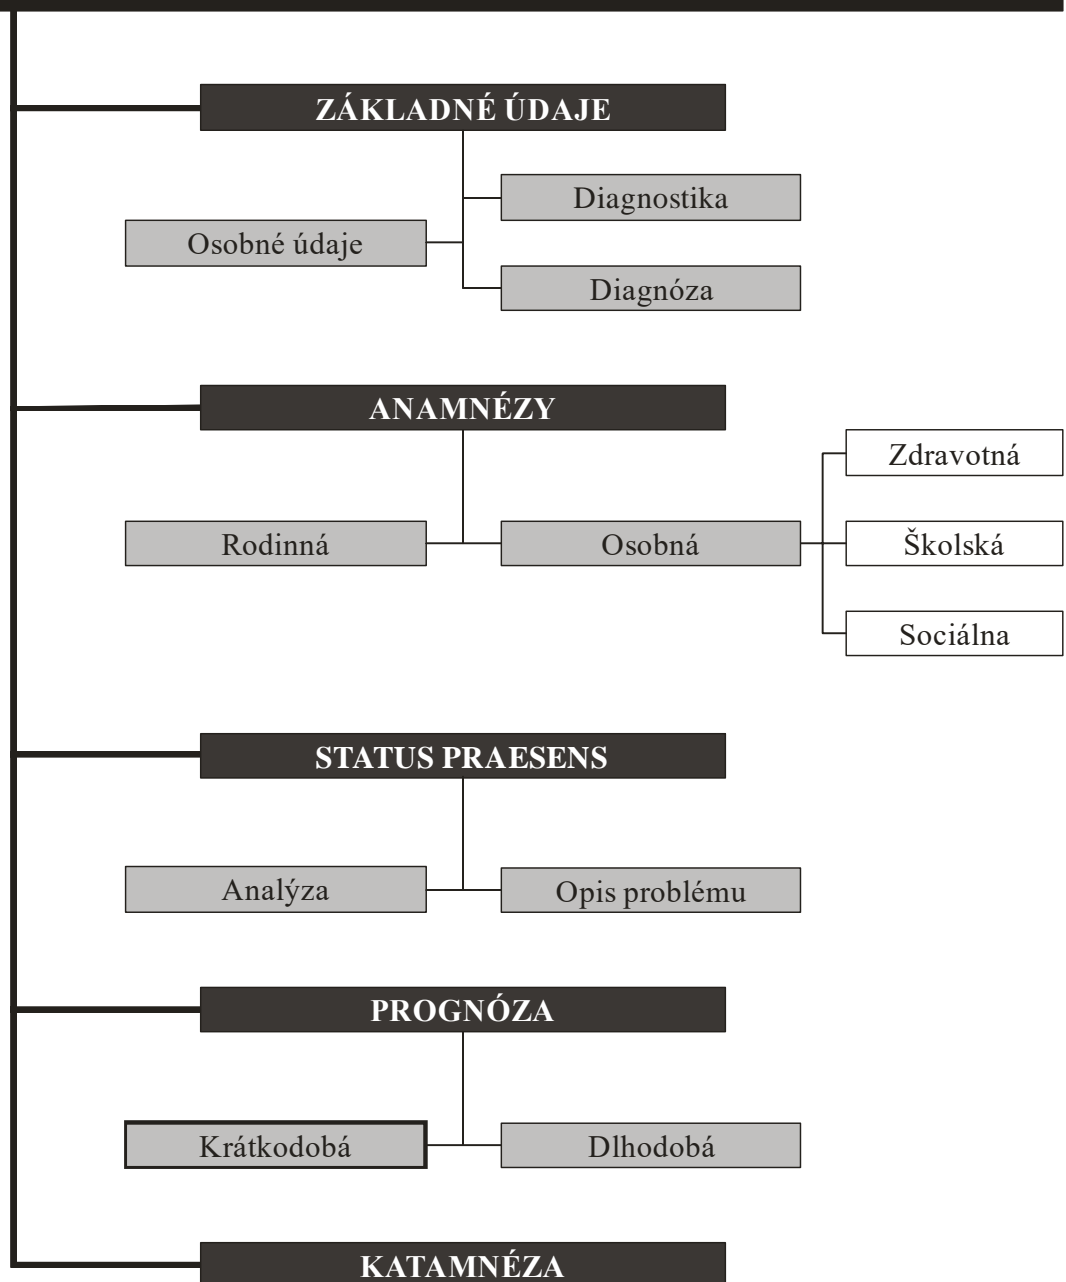 ZÁKLADNÉ ÚDAJE
Diagnostika
Osobné údaje
Diagnóza
ANAMNÉZY
Zdravotná
Rodinná
Osobná
Školská
Sociálna
STATUS PRAESENS
Analýza
Opis problému
PROGNÓZA
Krátkodobá
Dlhodobá
KATAMNÉZA